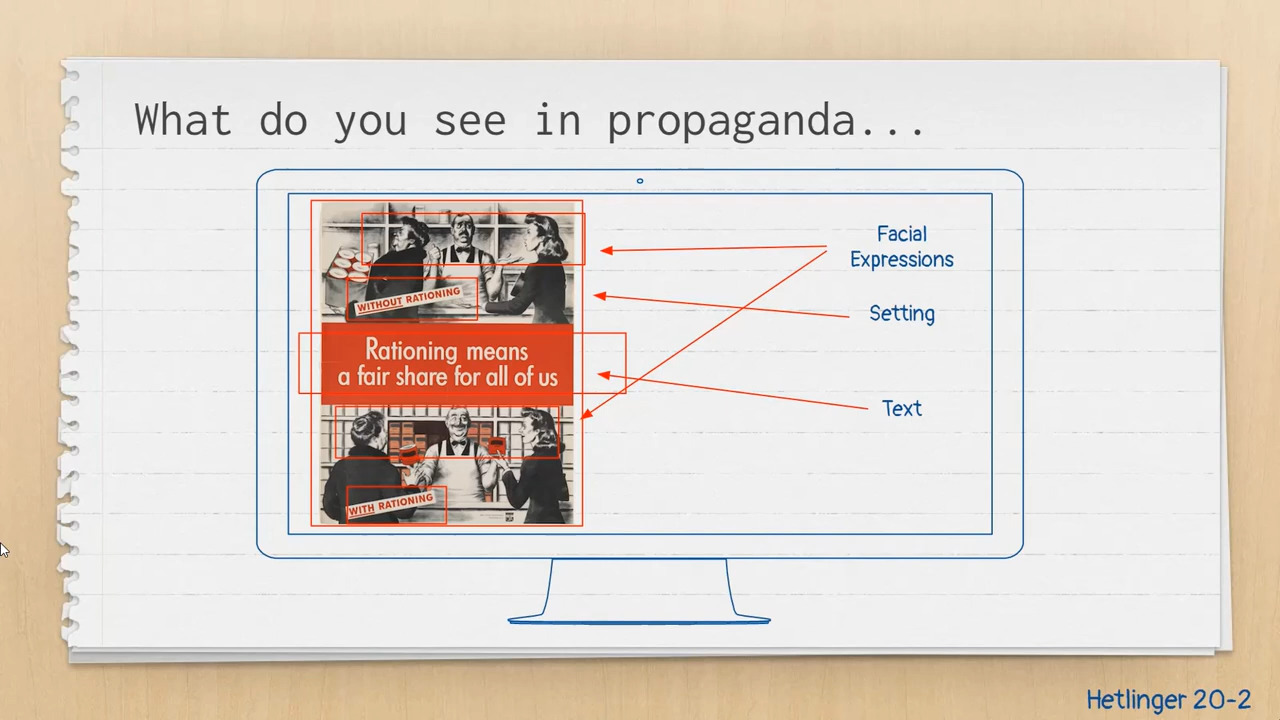 What do you see in propaganda...
Facial
Expressions
WITHOUT RATIONING
Setting
Rationing means
a fair share for all of us
Text
WITH RATIONING
Hetlinger 20-2